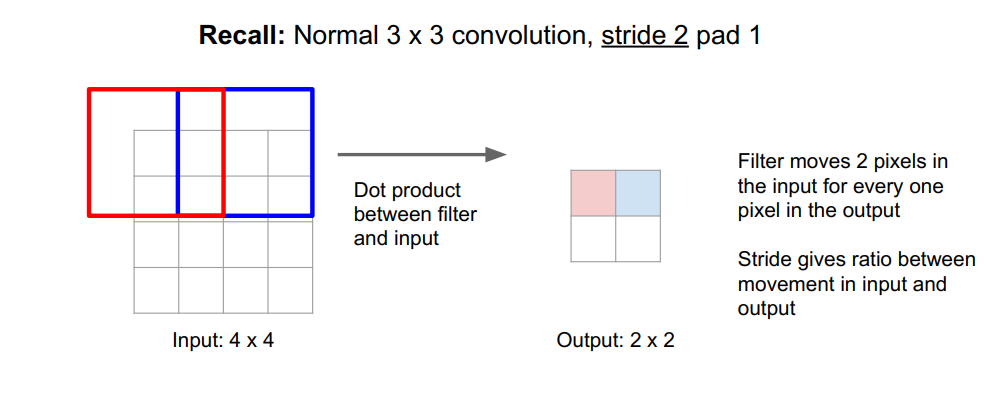 Recall: Normal 3 x 3 convolution, stride 2 pad 1
Dot product
between filter
and input
Filter moves 2 pixels in
the input for every one
pixel in the output
Stride gives ratio between
movement in input and
output
Input: 4 x 4
Output: 2 x 2